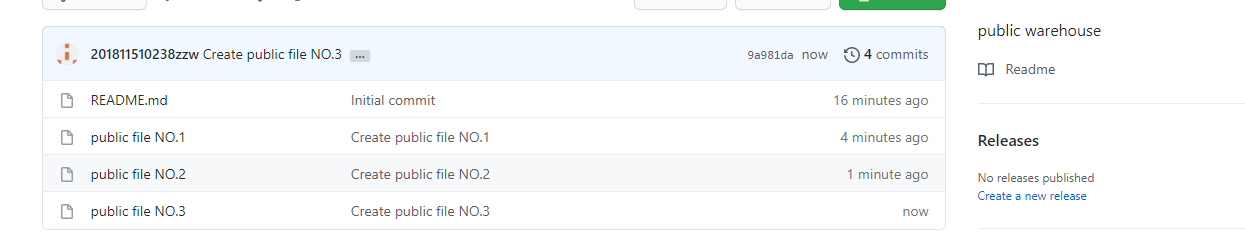 201811510238zzw Create public file NO.3 ... 9a981da now 4 commits
README.md Initial commit 16 minutes ago
public file NO.1 Create public file NO.1 4 minutes ago
public file NO.2 Create public file NO.2 1 minute ago
public file NO.3 Create public file NO.3 now
public warehouse
Readme
Releases
No releases published
Create a new release